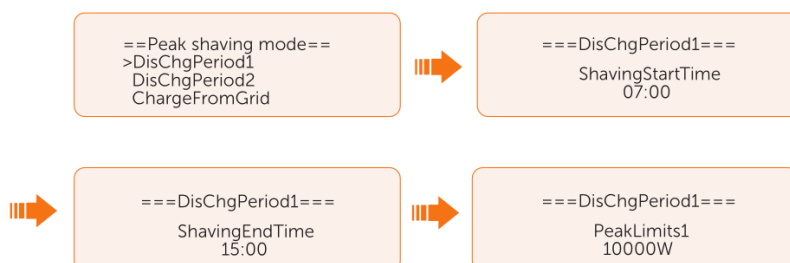 ==Peak shaving mode==
>DisChgPeriod1
DisChgPeriod2
ChargeFromGrid
===DisChgPeriod1===
ShavingStartTime
07:00
===DisChgPeriod1===
ShavingEndTime
15:00
===DisChgPeriod1===
PeakLimits1
10000W